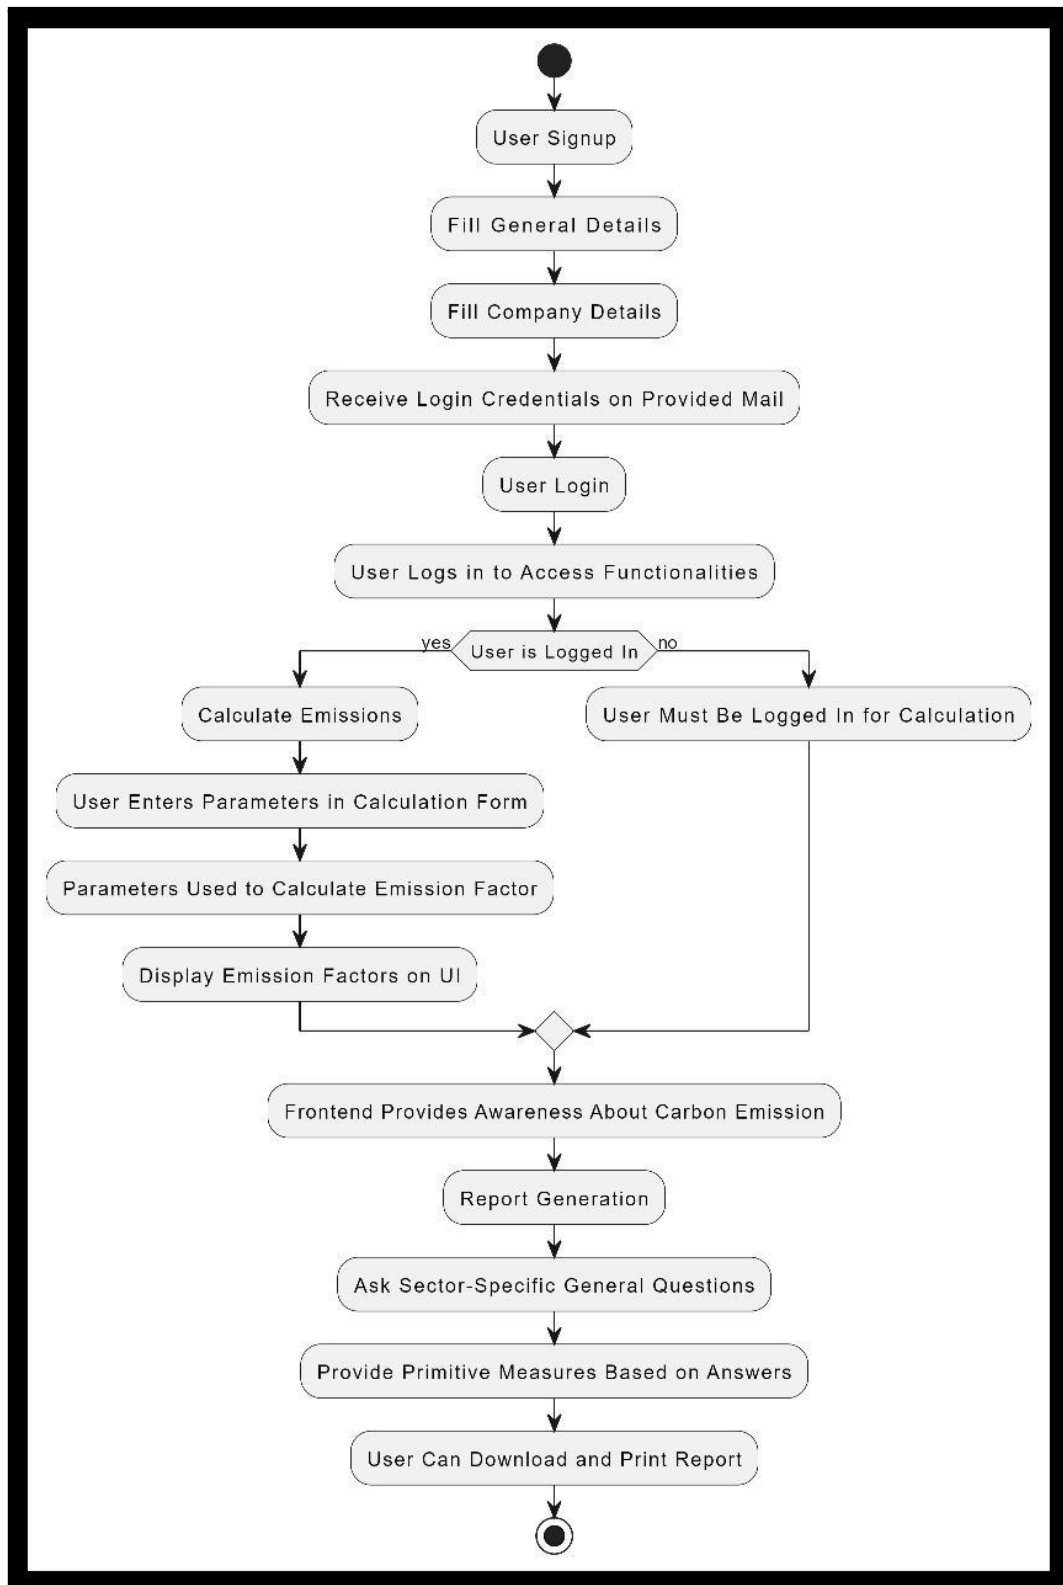 User Signup
Fill General Details
Fill Company Details
Receive Login Credentials on Provided Mail
User Login
User Logs in to Access Functionalities
yes
User is Logged In
no
Calculate Emissions
User Must Be Logged In for Calculation
User Enters Parameters in Calculation Form
Parameters Used to Calculate Emission Factor
Display Emission Factors on UI
Frontend Provides Awareness About Carbon Emission
Report Generation
Ask Sector-Specific General Questions
Provide Primitive Measures Based on Answers
User Can Download and Print Report